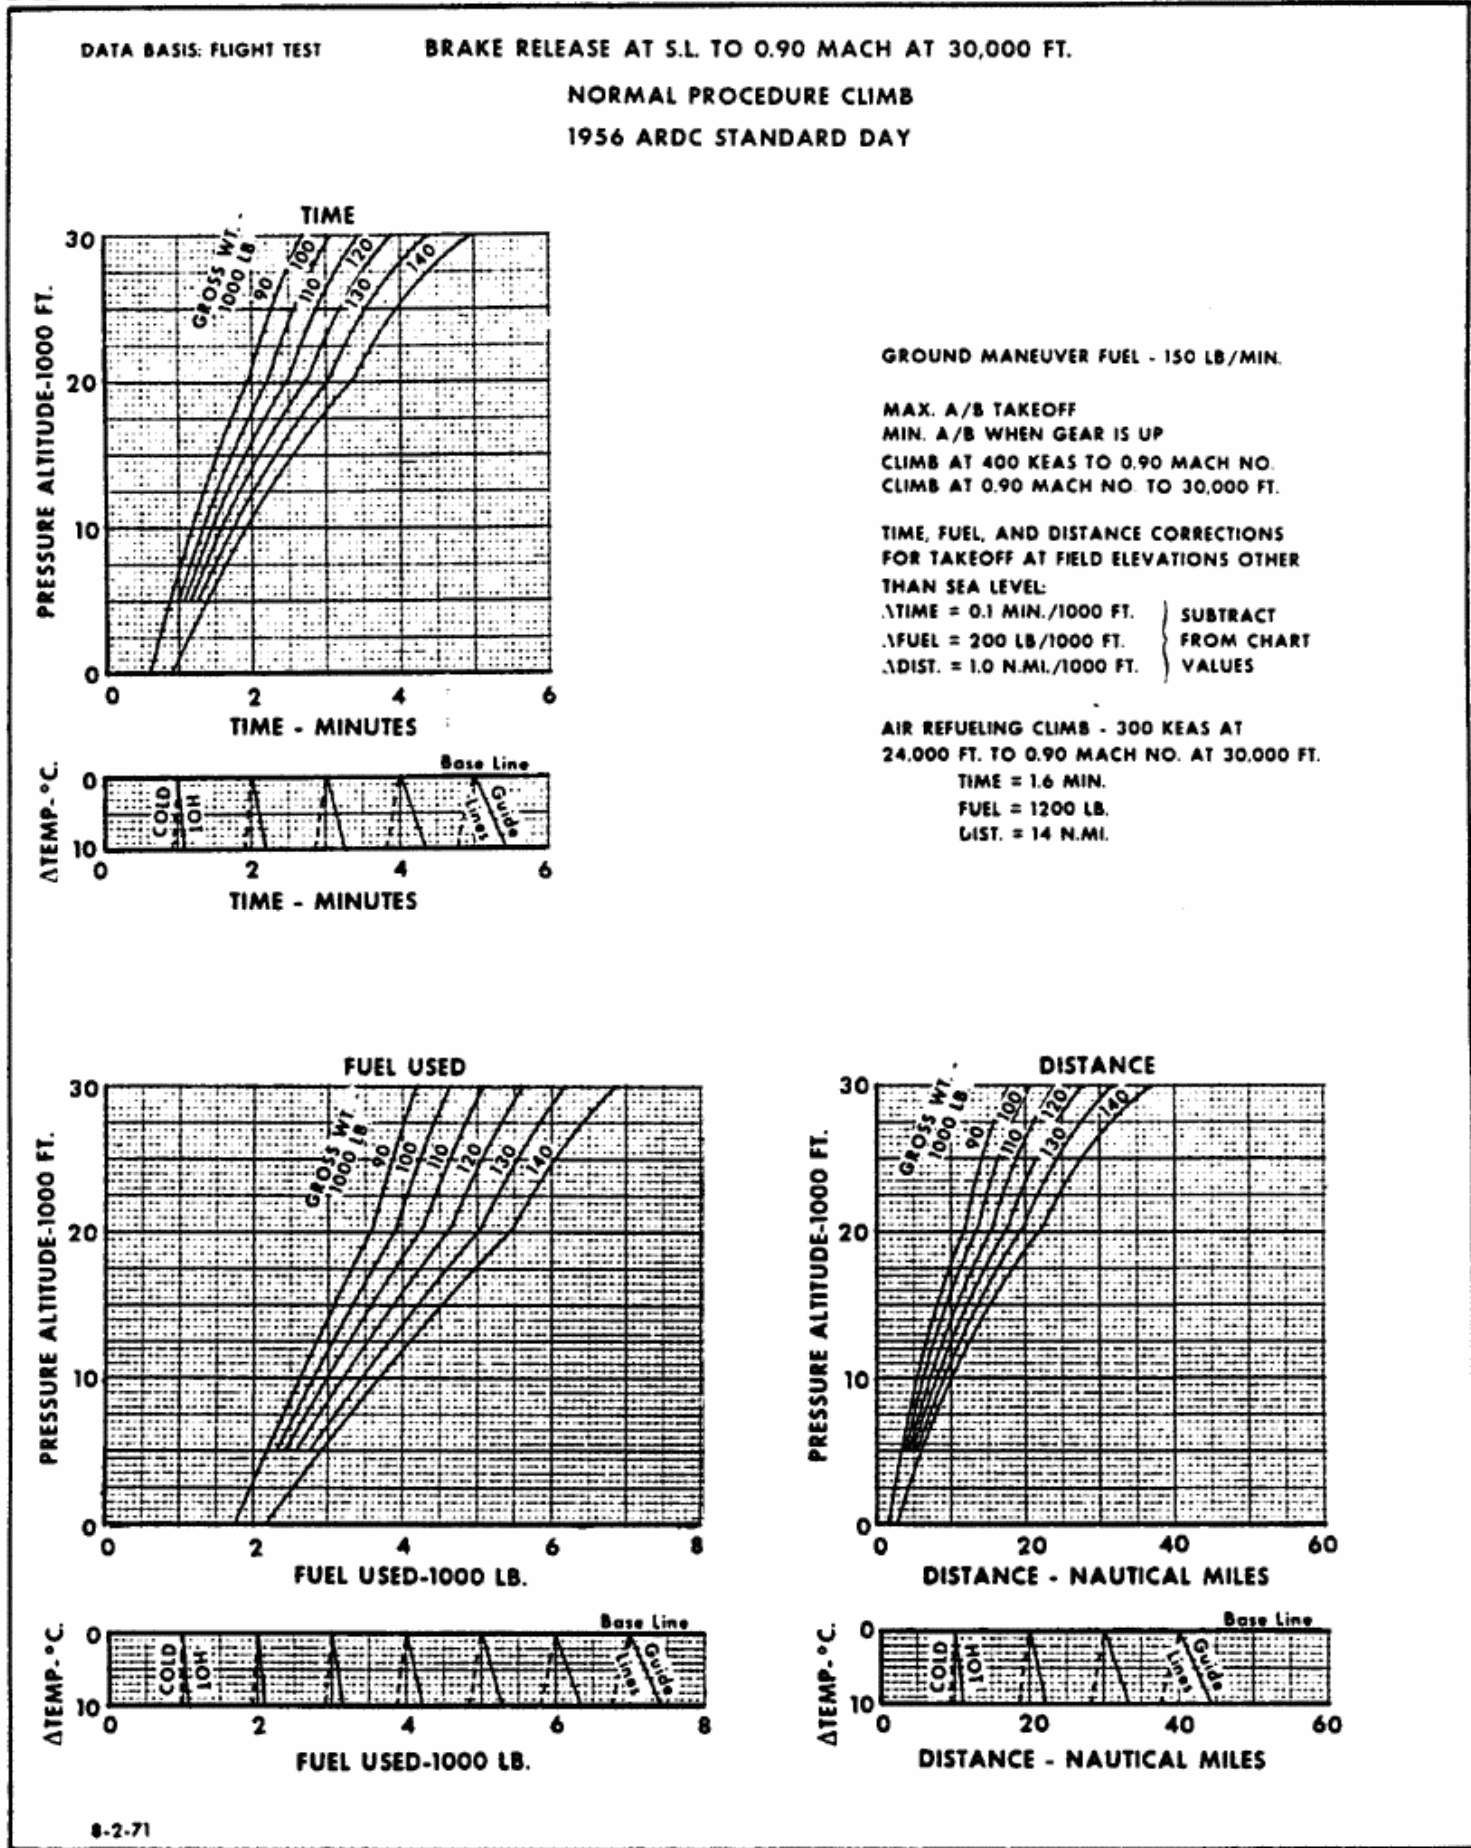 DATA BASIS: FLIGHT TEST
BRAKE RELEASE AT S.L. TO 0.90 MACH AT 30,000 FT.
NORMAL PROCEDURE CLIMB
1956 ARDC STANDARD DAY
TIME
GROSS WT. -
1000 LB
90
100
110
120
130
140
30
20
10
0
PRESSURE ALTITUDE-1000 FT.
0 2 4 6
TIME - MINUTES
Base Line
0
10
ΔTEMP-°C.
COLD
HOT
Guide
Lines
0 2 4 6
TIME - MINUTES
GROUND MANEUVER FUEL - 150 LB/MIN.
MAX. A/B TAKEOFF
MIN. A/B WHEN GEAR IS UP
CLIMB AT 400 KEAS TO 0.90 MACH NO.
CLIMB AT 0.90 MACH NO. TO 30,000 FT.
TIME, FUEL, AND DISTANCE CORRECTIONS
FOR TAKEOFF AT FIELD ELEVATIONS OTHER
THAN SEA LEVEL:
ΔTIME = 0.1 MIN./1000 FT.
ΔFUEL = 200 LB/1000 FT.
ΔDIST. = 1.0 N.MI./1000 FT.
SUBTRACT
FROM CHART
VALUES
AIR REFUELING CLIMB - 300 KEAS AT
24,000 FT. TO 0.90 MACH NO. AT 30,000 FT.
TIME = 1.6 MIN.
FUEL = 1200 LB.
DIST. = 14 N.MI.
FUEL USED
GROSS WT. -
1000 LB
90
100
110
120
130
140
30
20
10
0
PRESSURE ALTITUDE-1000 FT.
0 2 4 6 8
FUEL USED-1000 LB.
Base Line
0
10
ΔTEMP-°C.
COLD
HOT
Guide
Lines
0 2 4 6 8
FUEL USED-1000 LB.
DISTANCE
GROSS WT. -
1000 LB
90
100
110
120
130
140
30
20
10
0
PRESSURE ALTITUDE-1000 FT.
0 20 40 60
DISTANCE - NAUTICAL MILES
Base Line
0
10
ΔTEMP-°C.
COLD
HOT
Guide
Lines
0 20 40 60
DISTANCE - NAUTICAL MILES
8-2-71